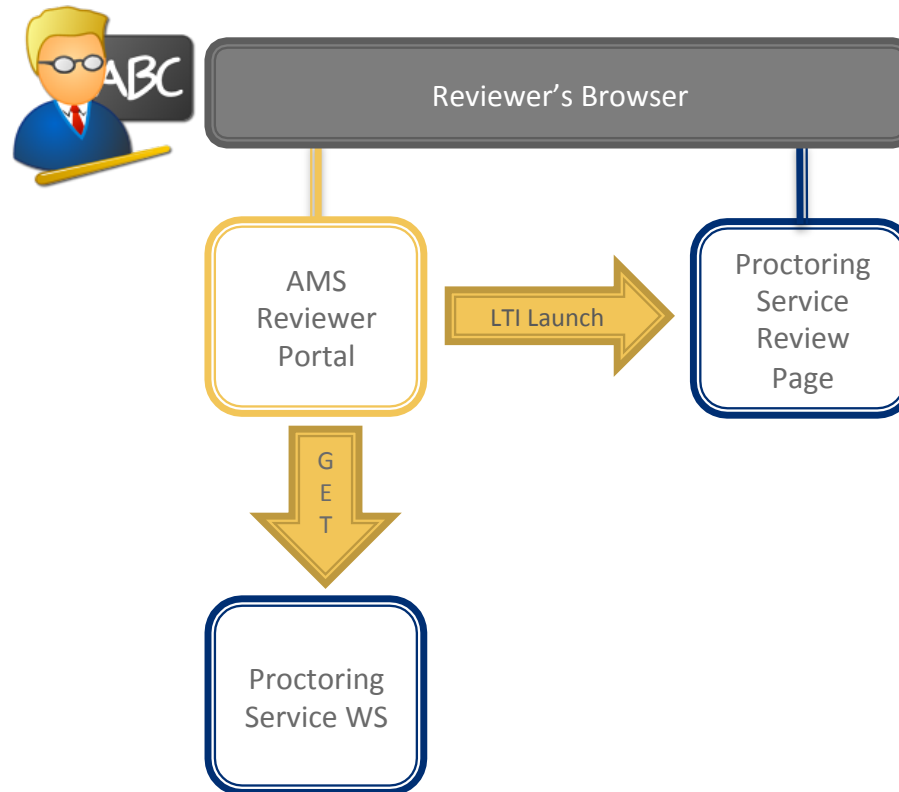 ABC
Reviewer’s Browser
AMS
Reviewer
Portal
LTI Launch
Proctoring
Service
Review
Page
G
E
T
Proctoring
Service WS